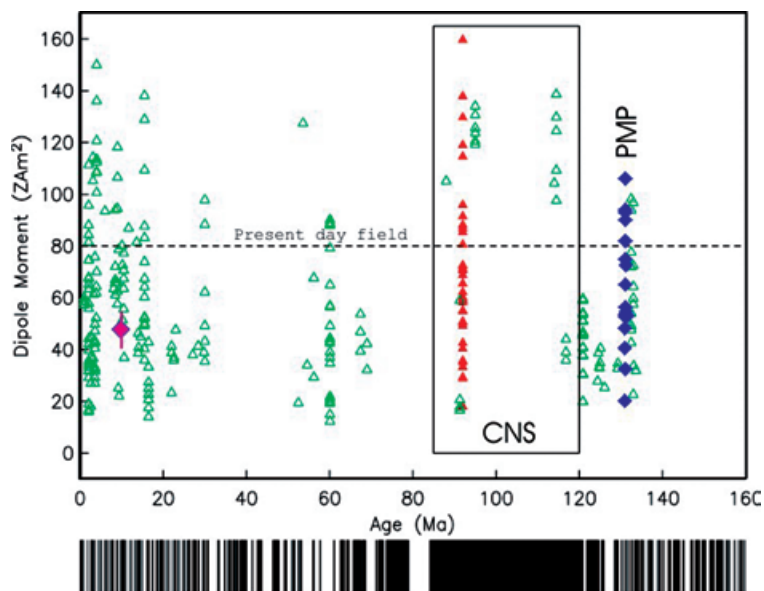 160
140
120
100
80
60
40
20
0
Dipole Moment (ZAm²)
Present day field
CNS
PMP
0 20 40 60 80 100 120 140 160
Age (Ma)